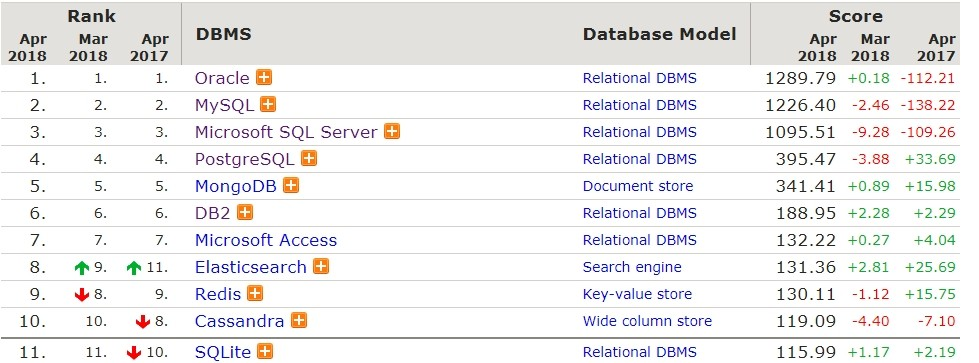 Rank Score
Apr 2018 Mar 2018 Apr 2017 DBMS Database Model Apr 2018 Mar 2018 Apr 2017
1. 1. 1. Oracle Relational DBMS 1289.79 +0.18 -112.21
2. 2. 2. MySQL Relational DBMS 1226.40 -2.46 -138.22
3. 3. 3. Microsoft SQL Server Relational DBMS 1095.51 -9.28 -109.26
4. 4. 4. PostgreSQL Relational DBMS 395.47 -3.88 +33.69
5. 5. 5. MongoDB Document store 341.41 +0.89 +15.98
6. 6. 6. DB2 Relational DBMS 188.95 +2.28 +2.29
7. 7. 7. Microsoft Access Relational DBMS 132.22 +0.27 +4.04
8. 9. 11. Elasticsearch Search engine 131.36 +2.81 +25.69
9. 8. 9. Redis Key-value store 130.11 -1.12 +15.75
10. 10. 8. Cassandra Wide column store 119.09 -4.40 -7.10
11. 11. 10. SQLite Relational DBMS 115.99 +1.17 +2.19